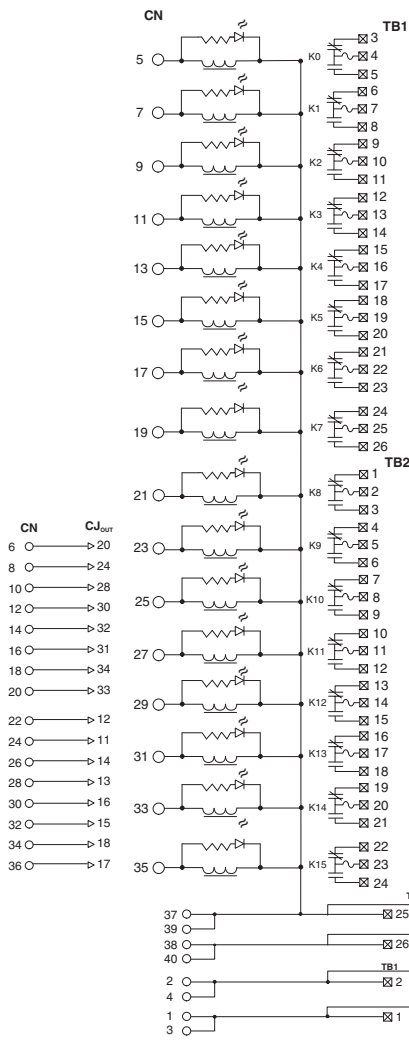 CN
TB1
5 K0 3
4
5
7 K1 6
7
8
9 K2 9
10
11
11 K3 12
13
14
13 K4 15
16
17
15 K5 18
19
20
17 K6 21
22
23
19 K7 24
25
26
TB2
21 K8 1
2
3
23 K9 4
5
6
25 K10 7
8
9
27 K11 10
11
12
29 K12 13
14
15
31 K13 16
17
18
33 K14 19
20
21
35 K15 22
23
24
CN CJOUT
6 20
8 24
10 28
12 30
14 32
16 31
18 34
20 33
22 12
24 11
26 14
28 13
30 16
32 15
34 18
36 17
37 25
39
38 26
40
TB1
2 2
4
1 1
3